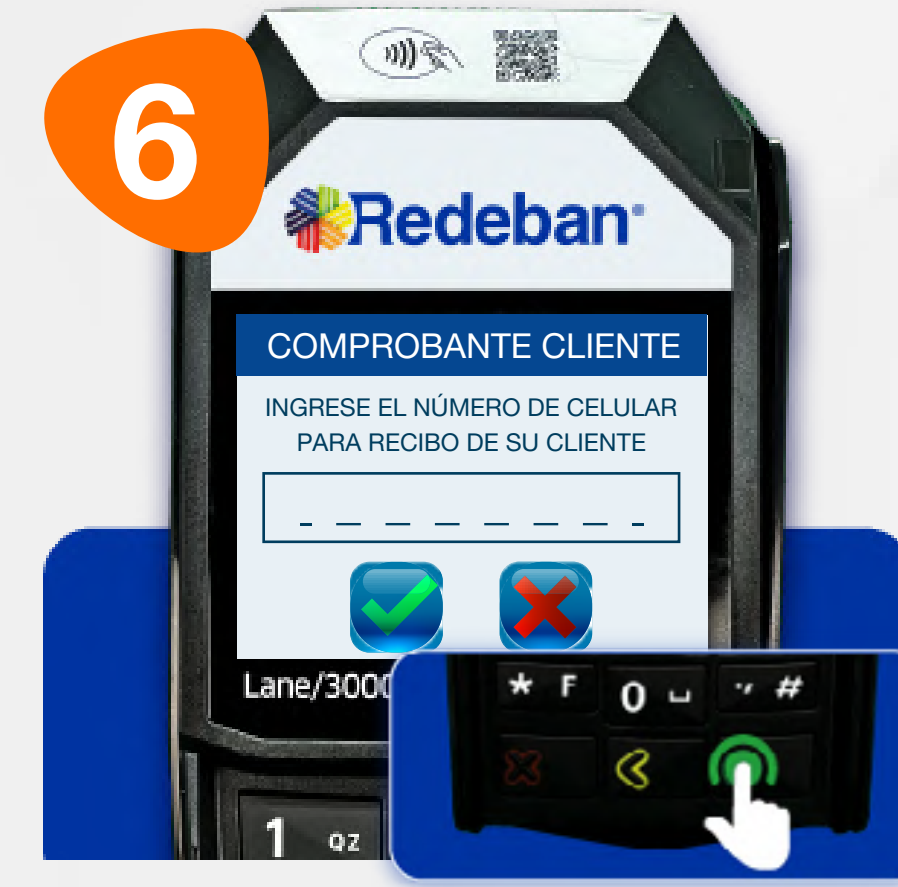 6
Redeban®
COMPROBANTE CLIENTE
INGRESE EL NÚMERO DE CELULAR
PARA RECIBO DE SU CLIENTE
_ _ _ _ _ _ _ _
Lane/3000
* F 0 ␣ ., #
1 QZ